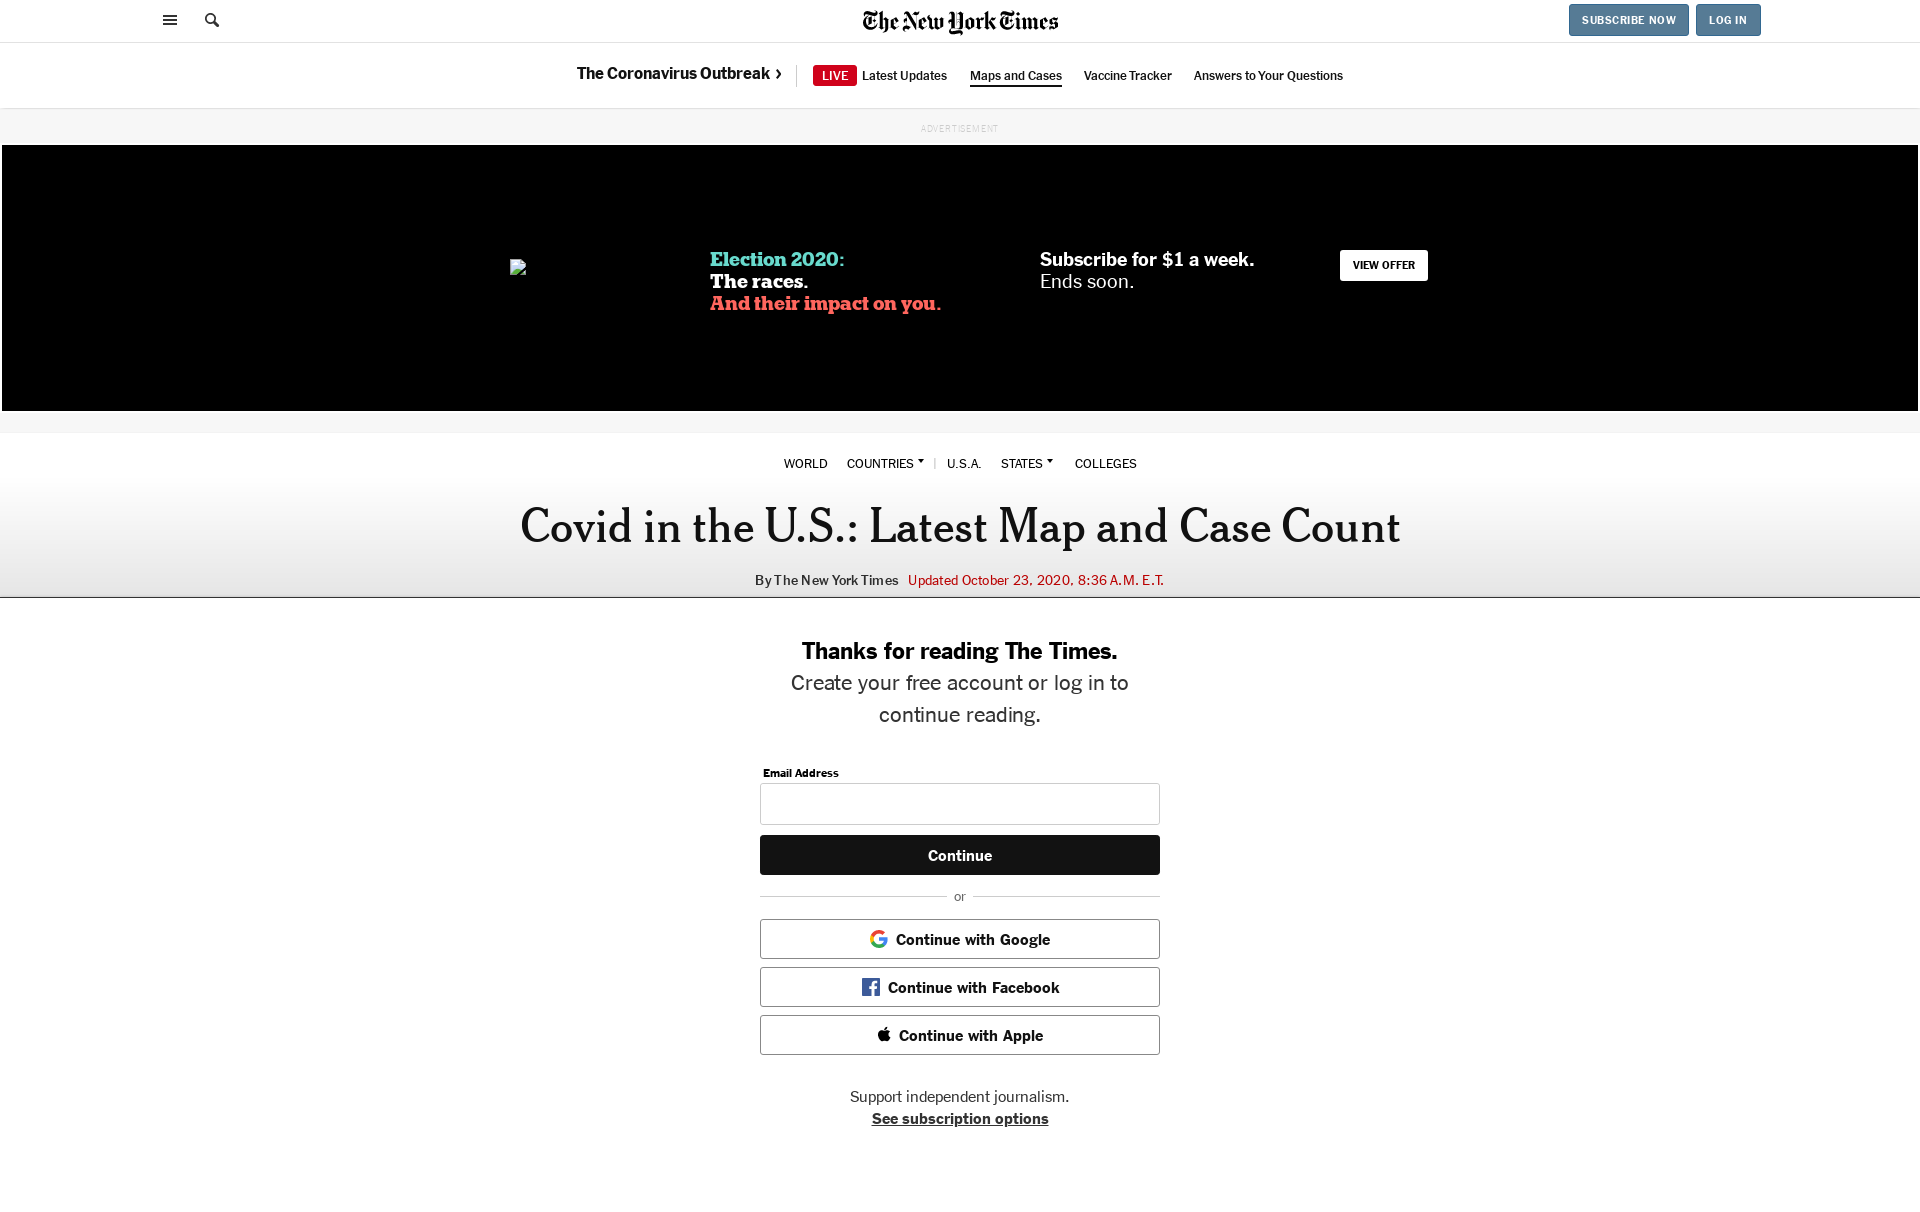 The New York Times
SUBSCRIBE NOW
LOG IN
The Coronavirus Outbreak ›
LIVE Latest Updates
Maps and Cases
Vaccine Tracker
Answers to Your Questions
ADVERTISEMENT
Election 2020:
The races.
And their impact on you.
Subscribe for $1 a week.
Ends soon.
VIEW OFFER
WORLD
COUNTRIES
U.S.A.
STATES
COLLEGES
Covid in the U.S.: Latest Map and Case Count
By The New York Times Updated October 23, 2020, 8:36 A.M. E.T.
Thanks for reading The Times.
Create your free account or log in to
continue reading.
Email Address
Continue
or
Continue with Google
Continue with Facebook
Continue with Apple
Support independent journalism.
See subscription options